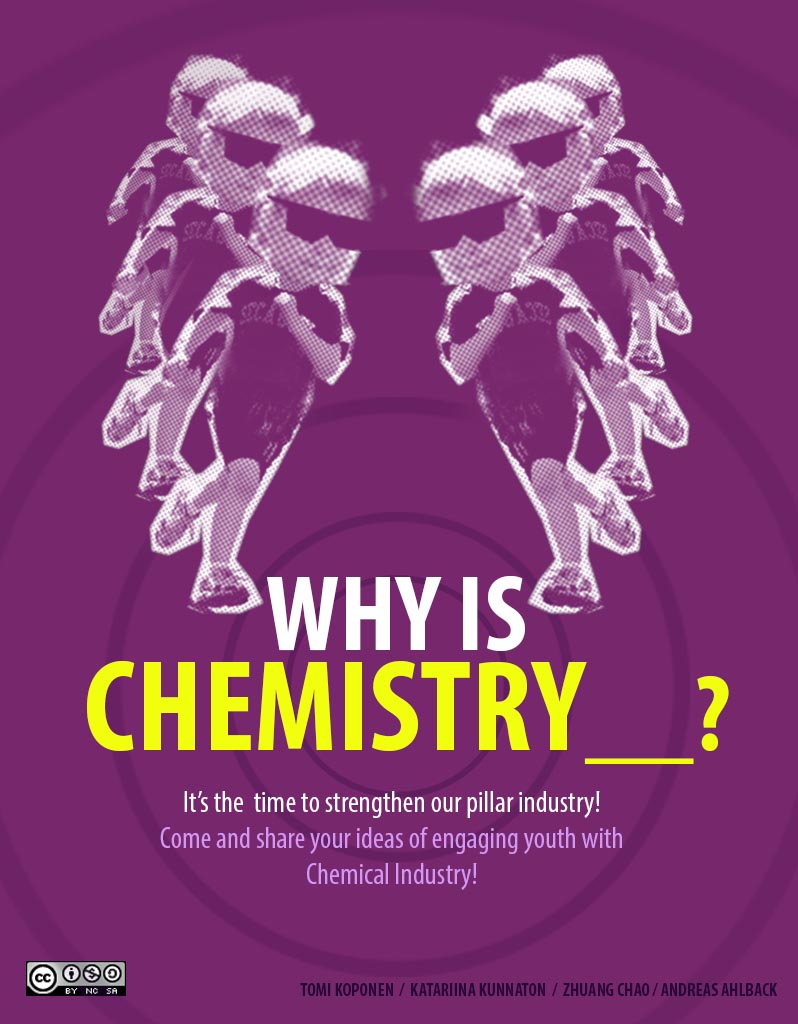 WHY IS
CHEMISTRY__?
It's the  time to strengthen our pillar industry!
Come and share your ideas of engaging youth with
Chemical Industry!
cc
BY NC SA
TOMI KOPONEN / KATARIINA KUNNATON / ZHUANG CHAO / ANDREAS AHLBACK